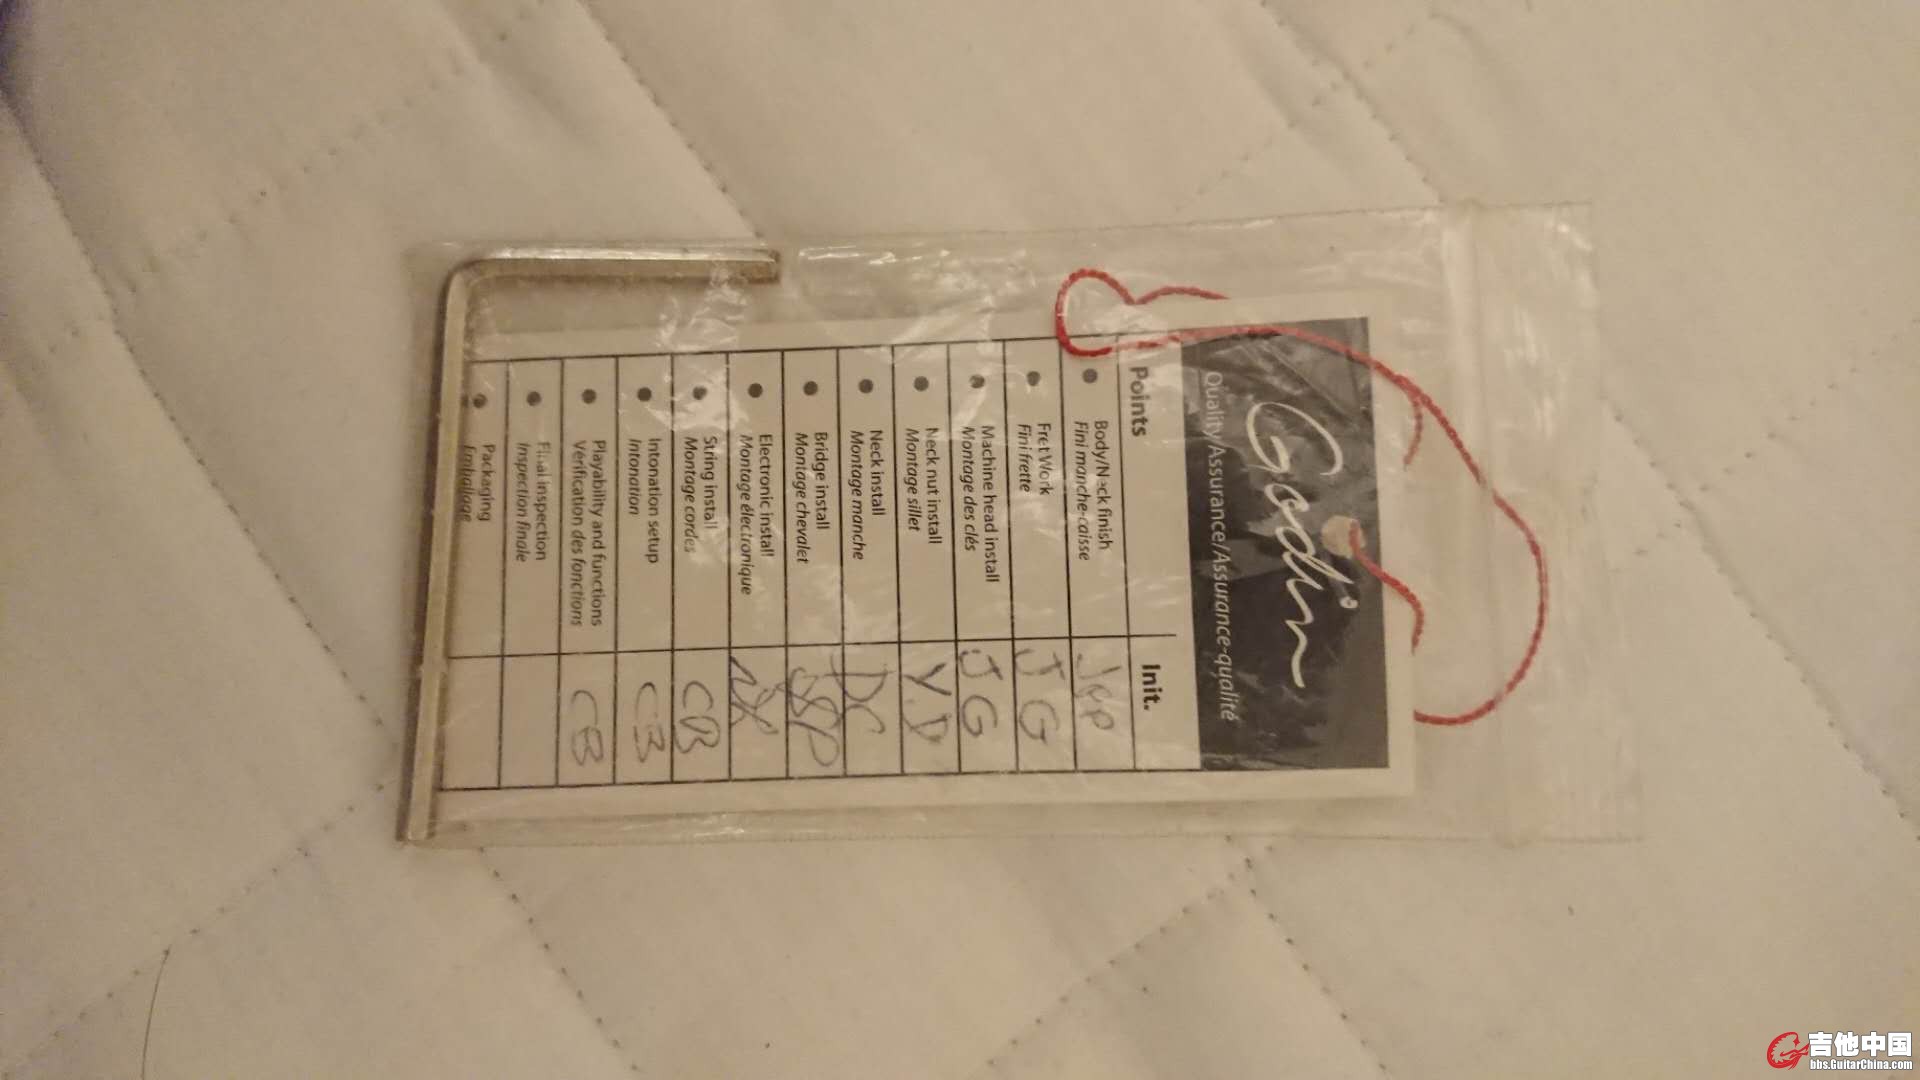 Godin
Quality/Assurance/Assurance-qualité
Points Init.
Body/Neck finish
Fini manche-caisse
Fret Work JG
Fini frette
Machine head install JG
Montage des clés
Neck nut install Y.D
Montage sillet
Neck install DC
Montage manche
Bridge install
Montage chevalet
Electronic install
Montage électronique
String install CB
Montage cordes
Intonation setup CB
Intonation
Playability and functions CB
Vérification des fonctions
Final inspection
Inspection finale
Packaging
Emballage
吉他中国
bbs.GuitarChina.com